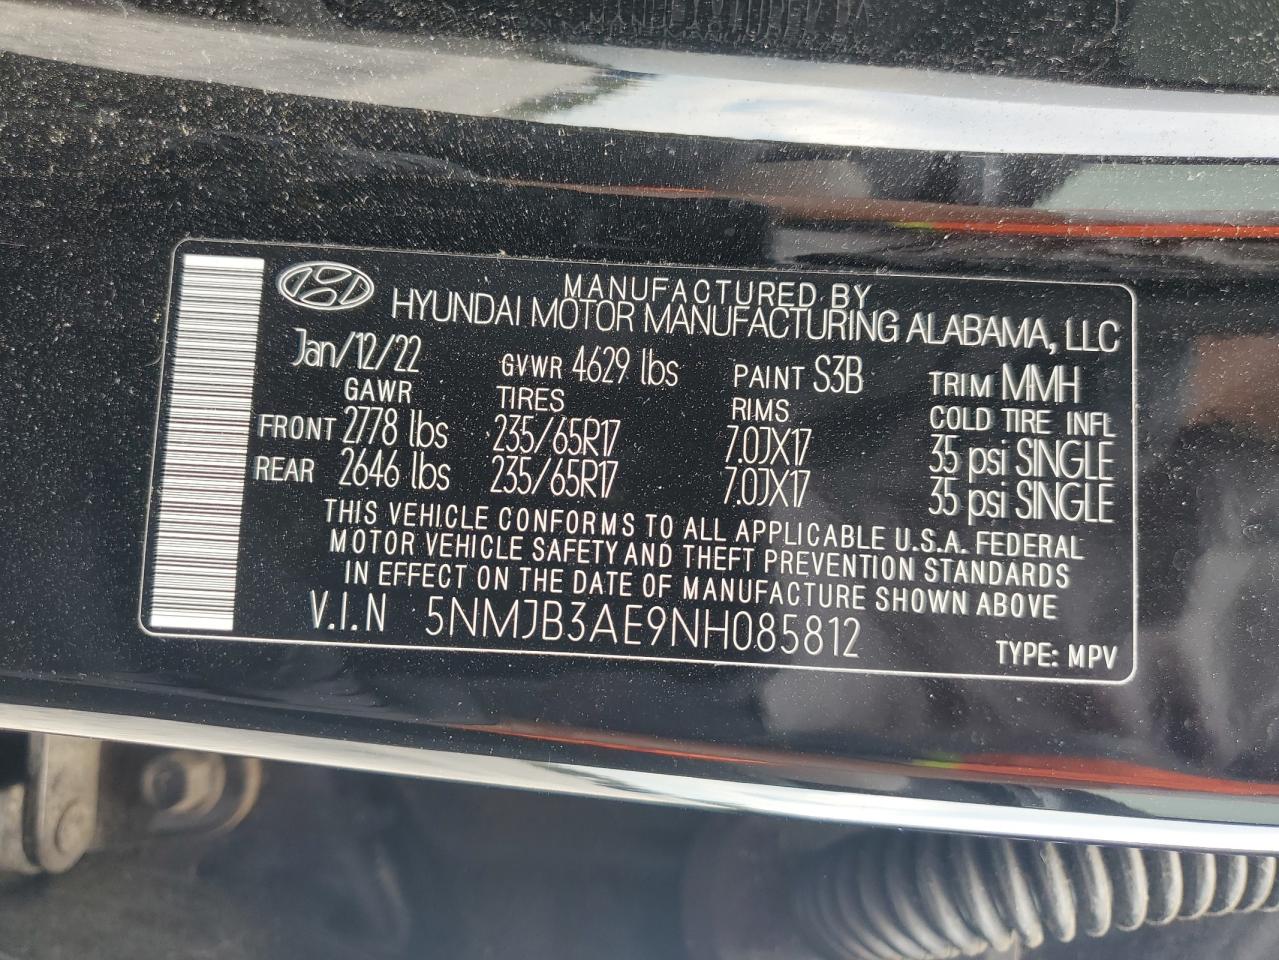 MANUFACTURED BY
HYUNDAI MOTOR MANUFACTURING ALABAMA, LLC
Jan/12/22 GVWR 4629 lbs PAINT S3B TRIM MMH
GAWR TIRES RIMS COLD TIRE INFL
FRONT 2778 lbs 235/65R17 7.0JX17 35 psi SINGLE
REAR 2646 lbs 235/65R17 7.0JX17 35 psi SINGLE
THIS VEHICLE CONFORMS TO ALL APPLICABLE U.S.A. FEDERAL
MOTOR VEHICLE SAFETY AND THEFT PREVENTION STANDARDS
IN EFFECT ON THE DATE OF MANUFACTURE SHOWN ABOVE
V.I.N 5NMJB3AE9NH085812
TYPE: MPV